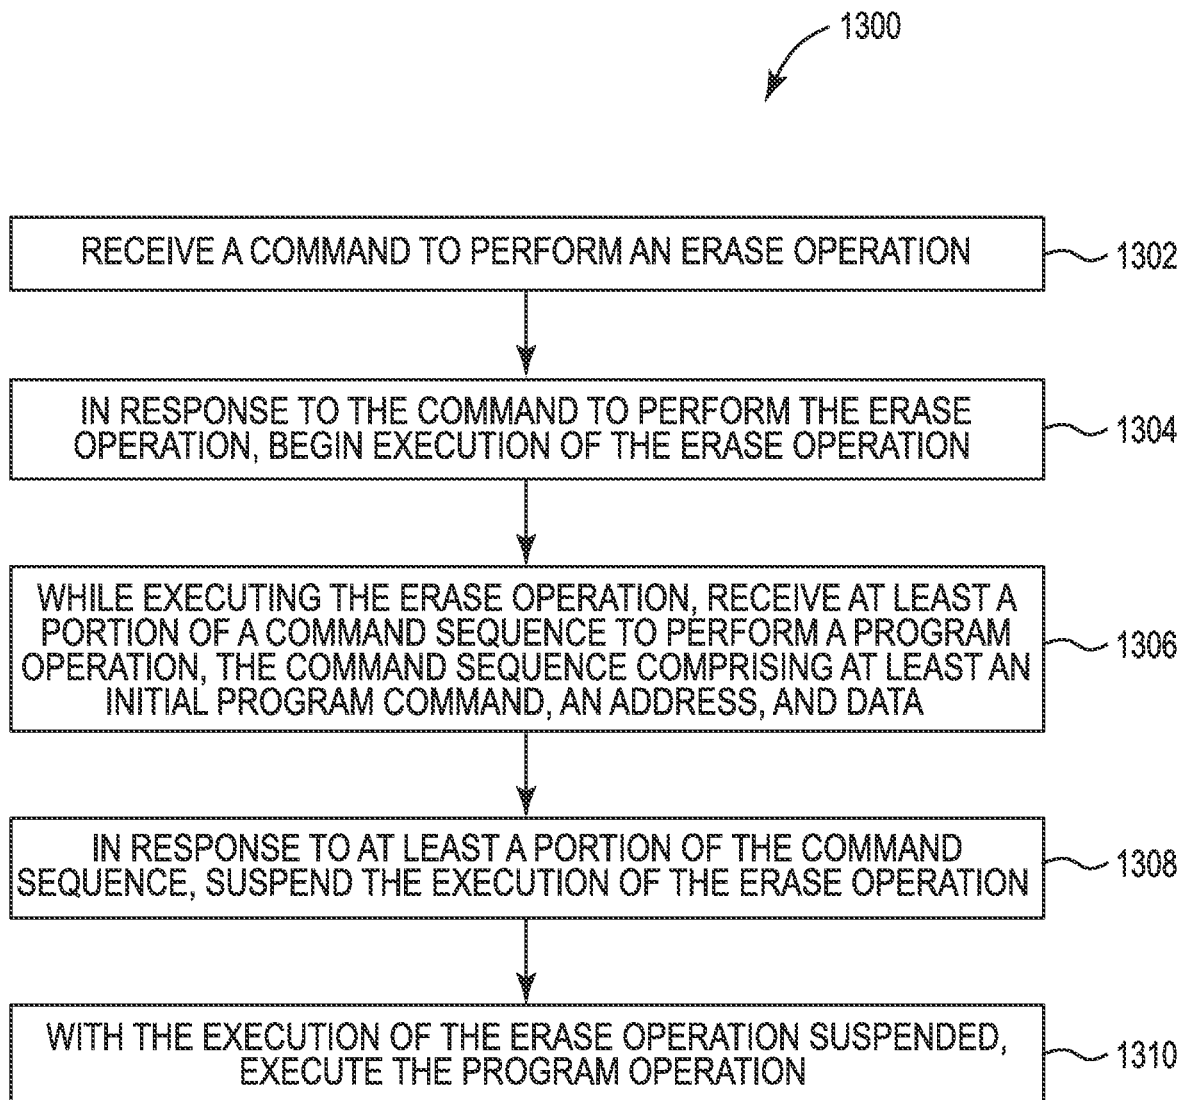 1300
RECEIVE A COMMAND TO PERFORM AN ERASE OPERATION
1302
IN RESPONSE TO THE COMMAND TO PERFORM THE ERASE
OPERATION, BEGIN EXECUTION OF THE ERASE OPERATION
1304
WHILE EXECUTING THE ERASE OPERATION, RECEIVE AT LEAST A
PORTION OF A COMMAND SEQUENCE TO PERFORM A PROGRAM
OPERATION, THE COMMAND SEQUENCE COMPRISING AT LEAST AN
INITIAL PROGRAM COMMAND, AN ADDRESS, AND DATA
1306
IN RESPONSE TO AT LEAST A PORTION OF THE COMMAND
SEQUENCE, SUSPEND THE EXECUTION OF THE ERASE OPERATION
1308
WITH THE EXECUTION OF THE ERASE OPERATION SUSPENDED,
EXECUTE THE PROGRAM OPERATION
1310